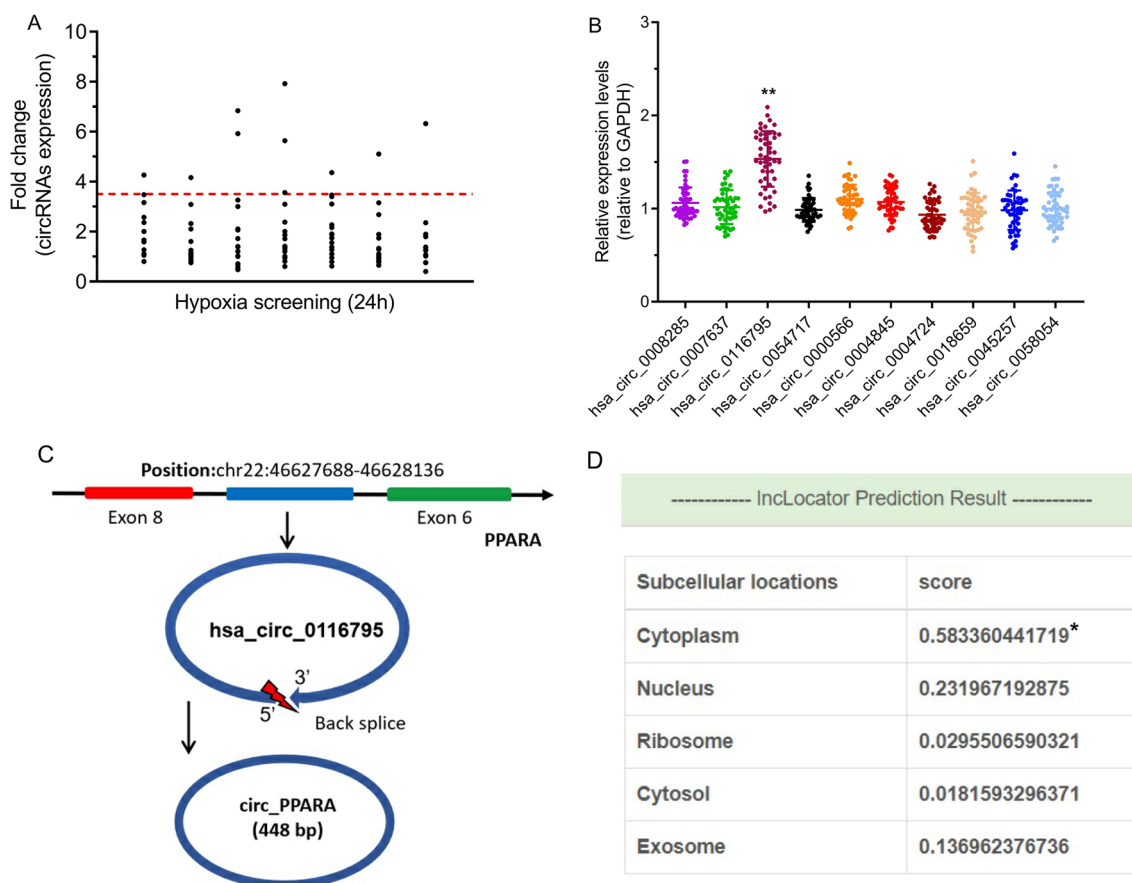 A
Fold change
(circRNAs expression)
10
8
6
4
2
0
Hypoxia screening (24h)
B
Relative expression levels
(relative to GAPDH)
3
2
1
0
**
hsa_circ_0008285
hsa_circ_0007637
hsa_circ_0116795
hsa_circ_0054717
hsa_circ_0000566
hsa_circ_0004845
hsa_circ_0004724
hsa_circ_0018659
hsa_circ_0045257
hsa_circ_0058054
C
Position:chr22:46627688-46628136
Exon 8
Exon 6
PPARA
hsa_circ_0116795
3’
5’
Back splice
circ_PPARA
(448 bp)
D
------------ lncLocator Prediction Result ------------
Subcellular locations score
Cytoplasm 0.583360441719*
Nucleus 0.231967192875
Ribosome 0.0295506590321
Cytosol 0.0181593296371
Exosome 0.136962376736